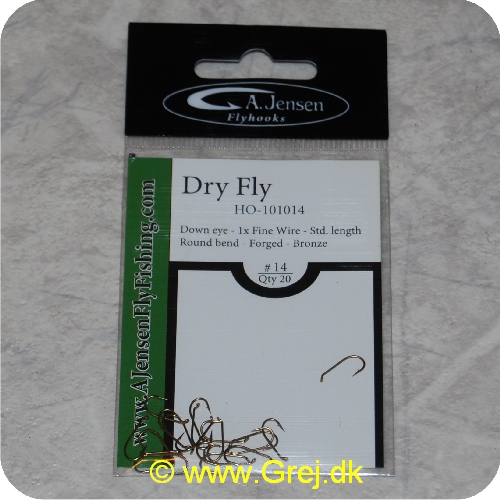 A.Jensen
Flyhooks
Dry Fly
HO-101014
Down eye - 1x Fine Wire - Std. length
Round bend - Forged - Bronze
# 14
Qty 20
www.AJensenFlyFishing.com
© www.Grej.dk